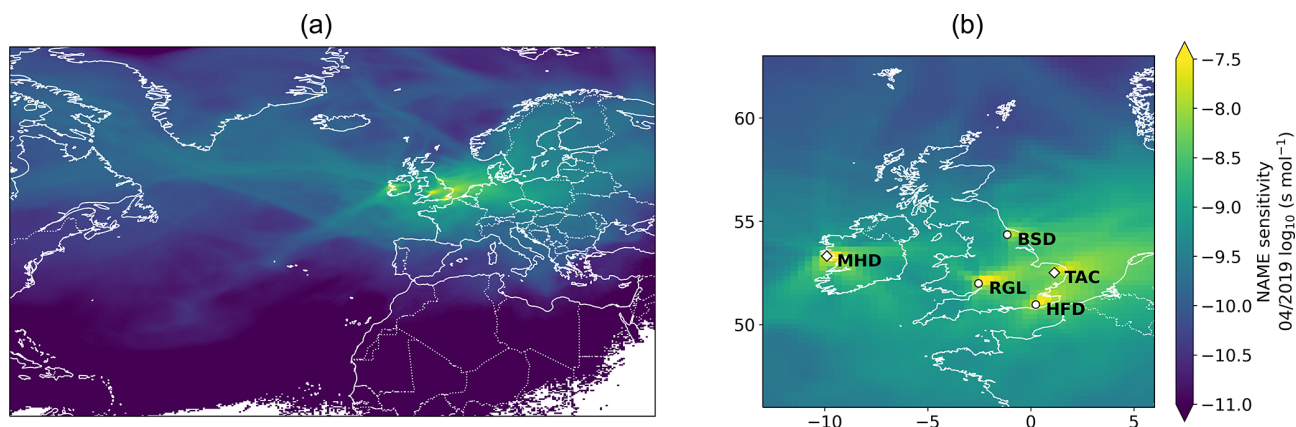 (a)
(b)
60
55
50
−10
−5
0
5
BSD
MHD
TAC
RGL
HFD
−7.5
−8.0
−8.5
−9.0
−9.5
−10.0
−10.5
−11.0
NAME sensitivity
04/2019 log₁₀ (s mol⁻¹)